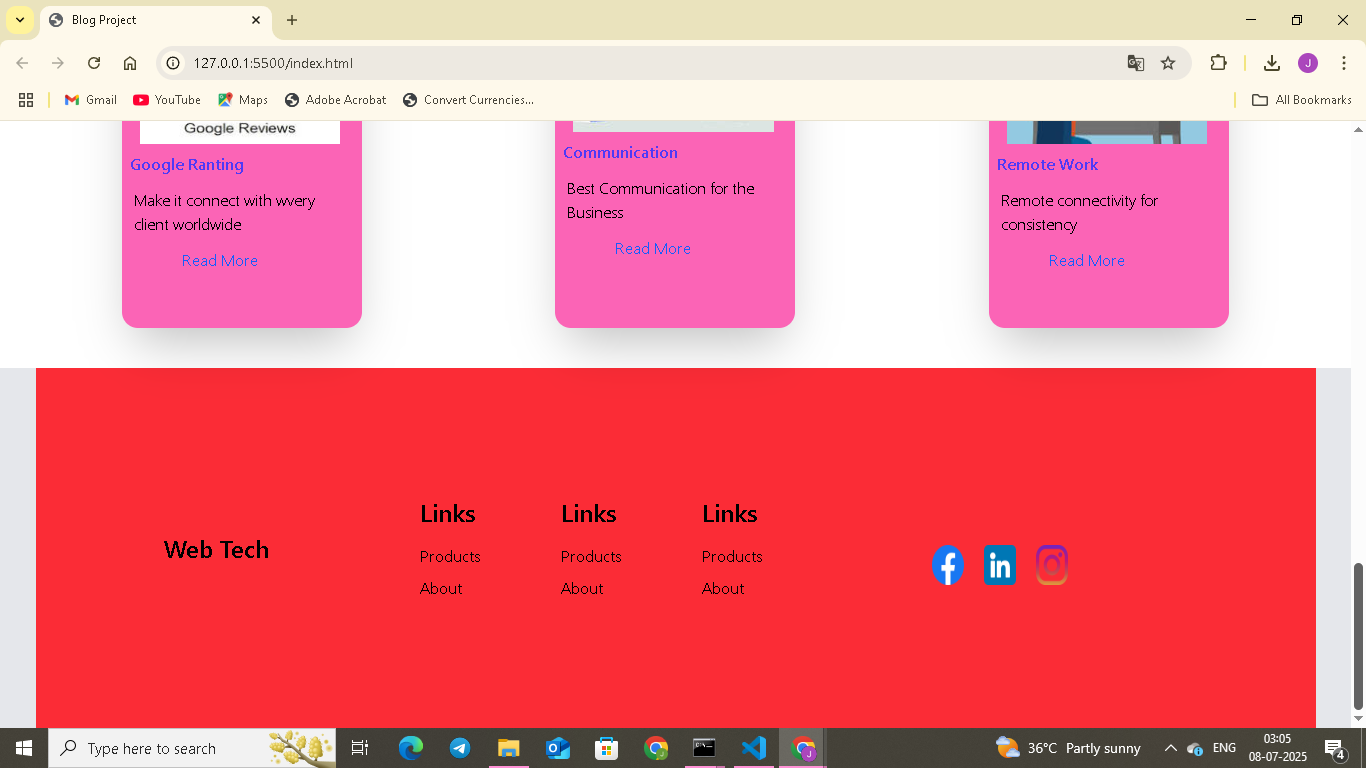 Blog Project
127.0.0.1:5500/index.html
J
Gmail
YouTube
Maps
Adobe Acrobat
Convert Currencies...
All Bookmarks
Google Reviews
Google Ranting
Make it connect with wvery
client worldwide
Read More
Communication
Best Communication for the
Business
Read More
Remote Work
Remote connectivity for
consistency
Read More
Web Tech
Links
Products
About
Links
Products
About
Links
Products
About
in
Type here to search
J
36°C Partly sunny
ENG
03:05
08-07-2025
4